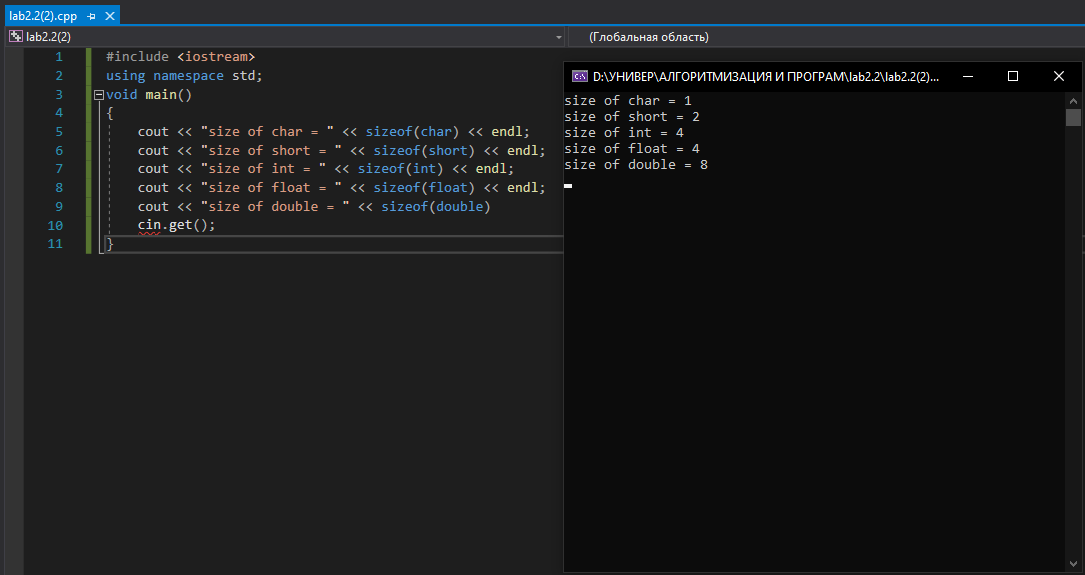 lab2.2(2).cpp
lab2.2(2)
(Глобальная область)
1 #include <iostream>
2 using namespace std;
3 void main()
4 {
5 cout << "size of char = " << sizeof(char) << endl;
6 cout << "size of short = " << sizeof(short) << endl;
7 cout << "size of int = " << sizeof(int) << endl;
8 cout << "size of float = " << sizeof(float) << endl;
9 cout << "size of double = " << sizeof(double)
10 cin.get();
11 }
D:\УНИВЕР\АЛГОРИТМИЗАЦИЯ И ПРОГРАМ\lab2.2\lab2.2(2)...
size of char = 1
size of short = 2
size of int = 4
size of float = 4
size of double = 8